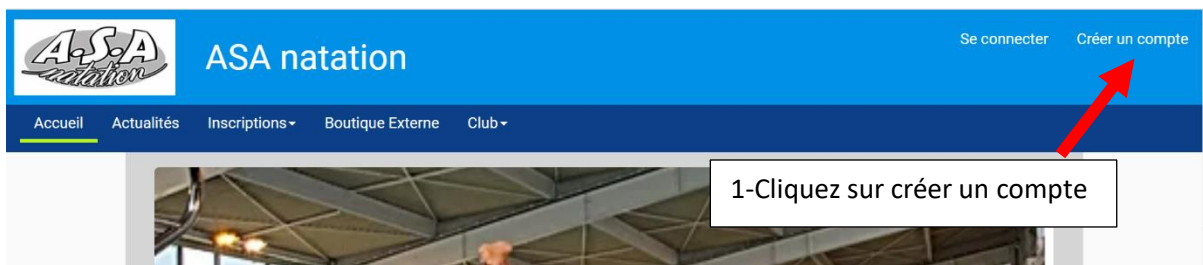 A.S.A
natation
ASA natation
Se connecter Créer un compte
Accueil Actualités Inscriptions Boutique Externe Club
1-Cliquez sur créer un compte